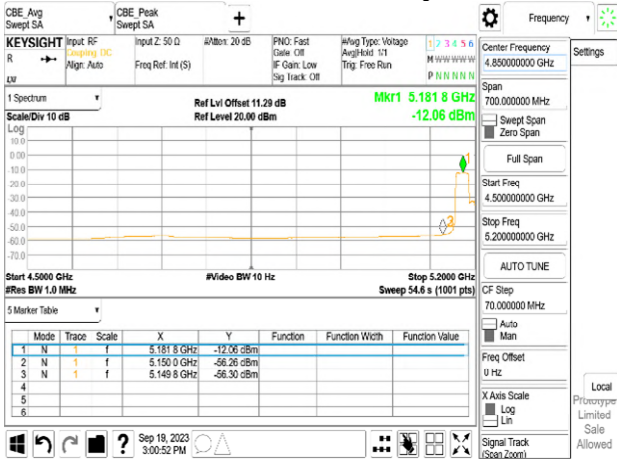 CBE_Avg
Swept SA
CBE_Peak
Swept SA
+
Frequency
KEYSIGHT
R
Input: RF
Coupling: DC
Align: Auto
Input Z: 50 Ω
Freq Ref: Int (S)
#Atten: 20 dB
PNO: Fast
Gate: Off
IF Gain: Low
Sig Track: Off
#Avg Type: Voltage
Avg|Hold: 1/1
Trig: Free Run
1 2 3 4 5 6
M W W W W W
P N N N N N
1 Spectrum
Scale/Div 10 dB
Ref Lvl Offset 11.29 dB
Ref Level 20.00 dBm
Mkr1 5.181 8 GHz
-12.06 dBm
Log
10.0
0.00
-10.0
-20.0
-30.0
-40.0
-50.0
-60.0
-70.0
1
Start 4.5000 GHz
#Video BW 10 Hz
Stop 5.2000 GHz
#Res BW 1.0 MHz
Sweep 54.6 s (1001 pts)
5 Marker Table
Mode Trace Scale X Y Function Function Width Function Value
1 N 1 f 5.181 8 GHz -12.06 dBm
2 N 1 f 5.150 0 GHz -56.26 dBm
3 N 1 f 5.149 8 GHz -56.30 dBm
4
5
6
Sep 19, 2023
3:00:52 PM
?
Center Frequency
4.850000000 GHz
Span
700.000000 MHz
Swept Span
Zero Span
Full Span
Start Freq
4.500000000 GHz
Stop Freq
5.200000000 GHz
AUTO TUNE
CF Step
70.000000 MHz
Auto
Man
Freq Offset
0 Hz
X Axis Scale
Log
Lin
Signal Track
(Span Zoom)
Settings
Local
Prototype
Limited
Sale
Allowed